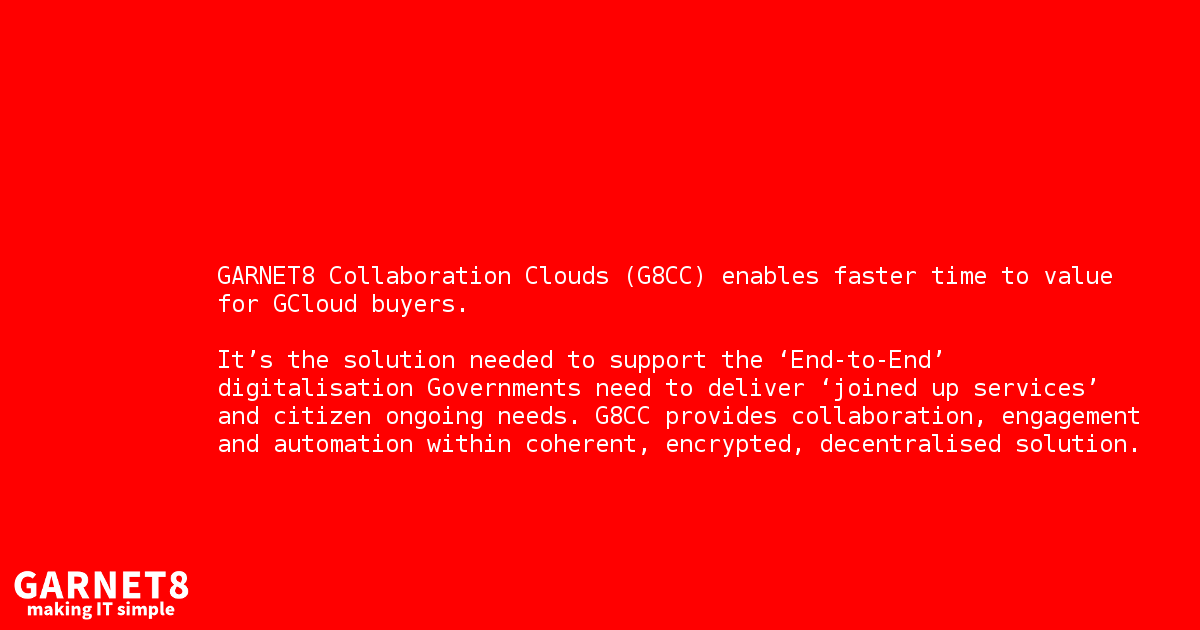 GARNET8 Collaboration Clouds (G8CC) enables faster time to value
for GCloud buyers.
It’s the solution needed to support the ‘End-to-End’
digitalisation Governments need to deliver ‘joined up services’
and citizen ongoing needs. G8CC provides collaboration, engagement
and automation within coherent, encrypted, decentralised solution.
GARNET8
making IT simple